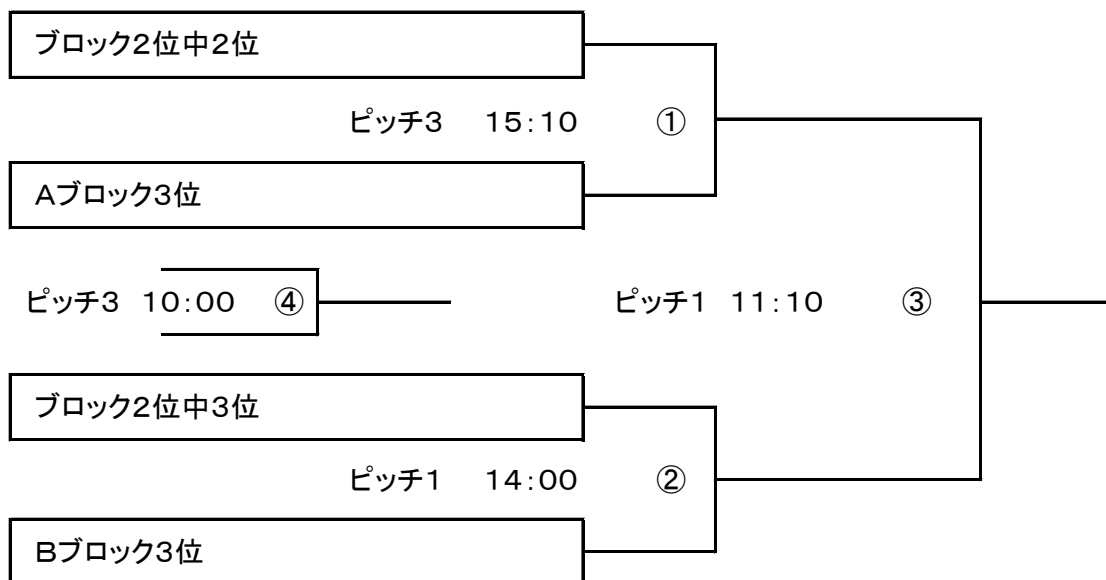 ブロック2位中2位
ピッチ3 15:10 ①
Aブロック3位
ピッチ3 10:00 ④ ピッチ1 11:10 ③
ブロック2位中3位
ピッチ1 14:00 ②
Bブロック3位